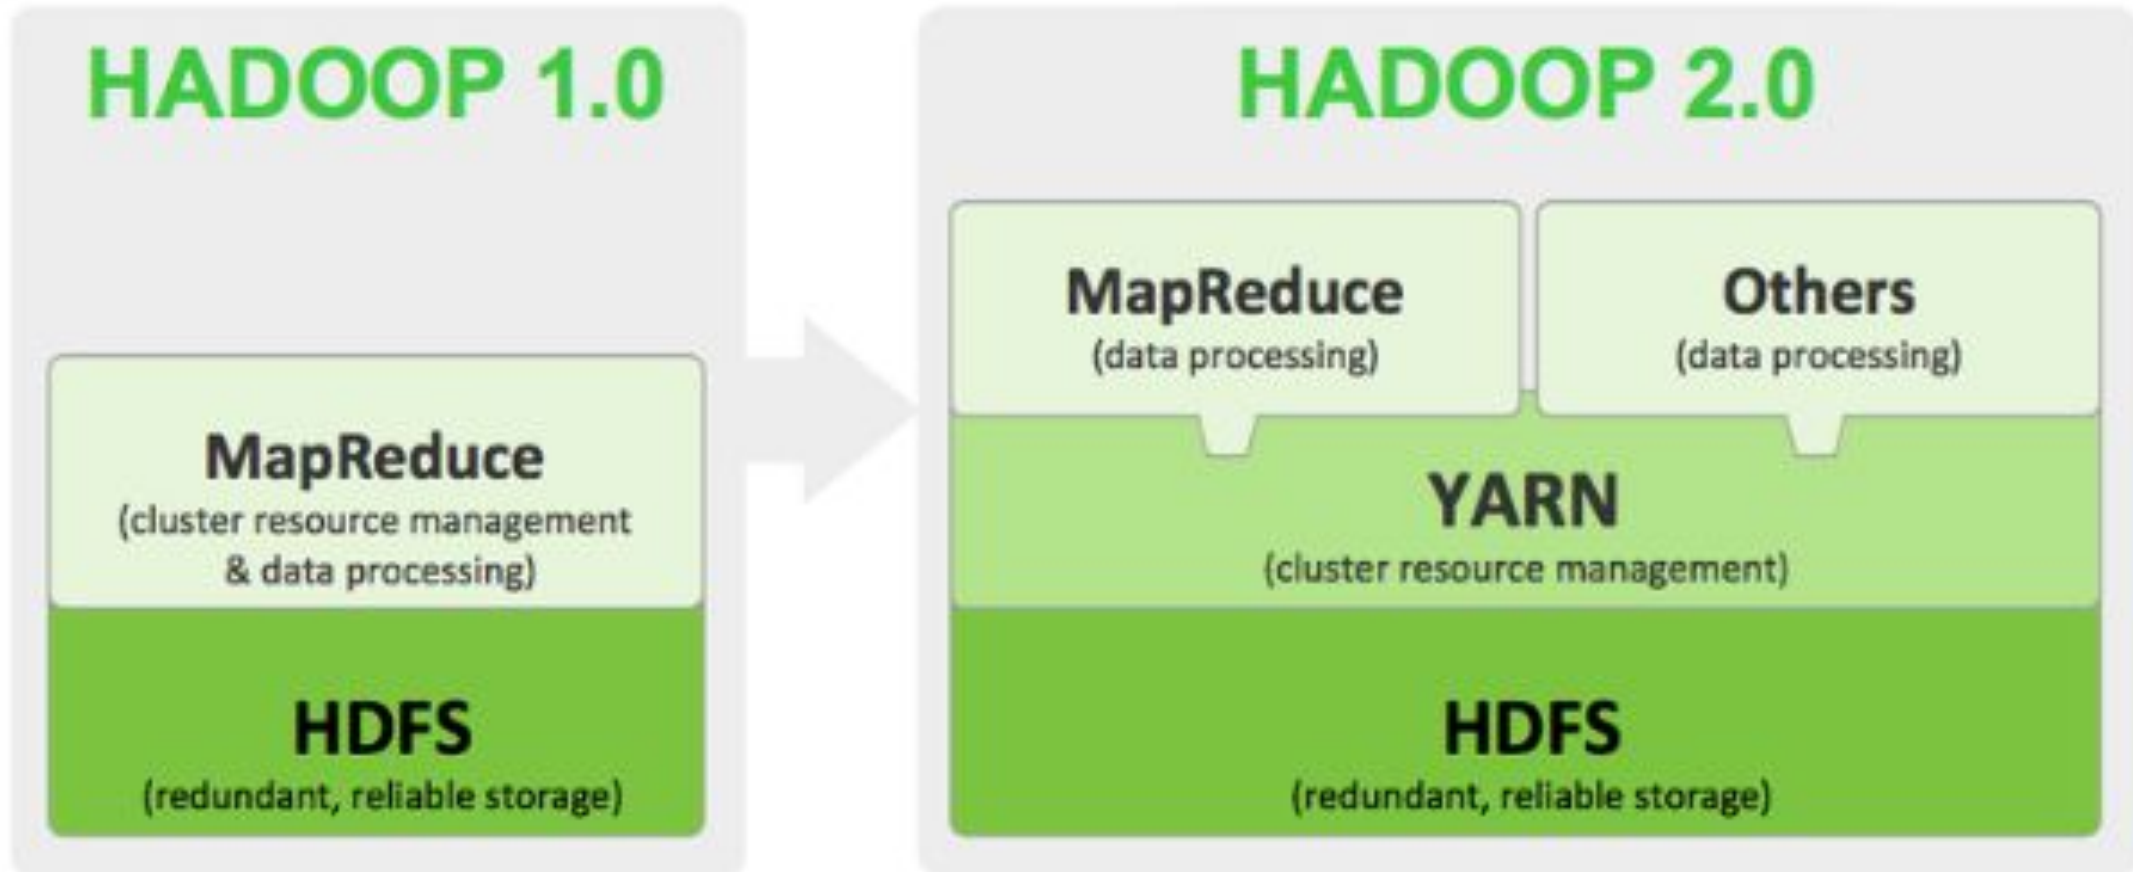 HADOOP 1.0
MapReduce
(cluster resource management
& data processing)
HDFS
(redundant, reliable storage)
HADOOP 2.0
MapReduce
(data processing)
Others
(data processing)
YARN
(cluster resource management)
HDFS
(redundant, reliable storage)